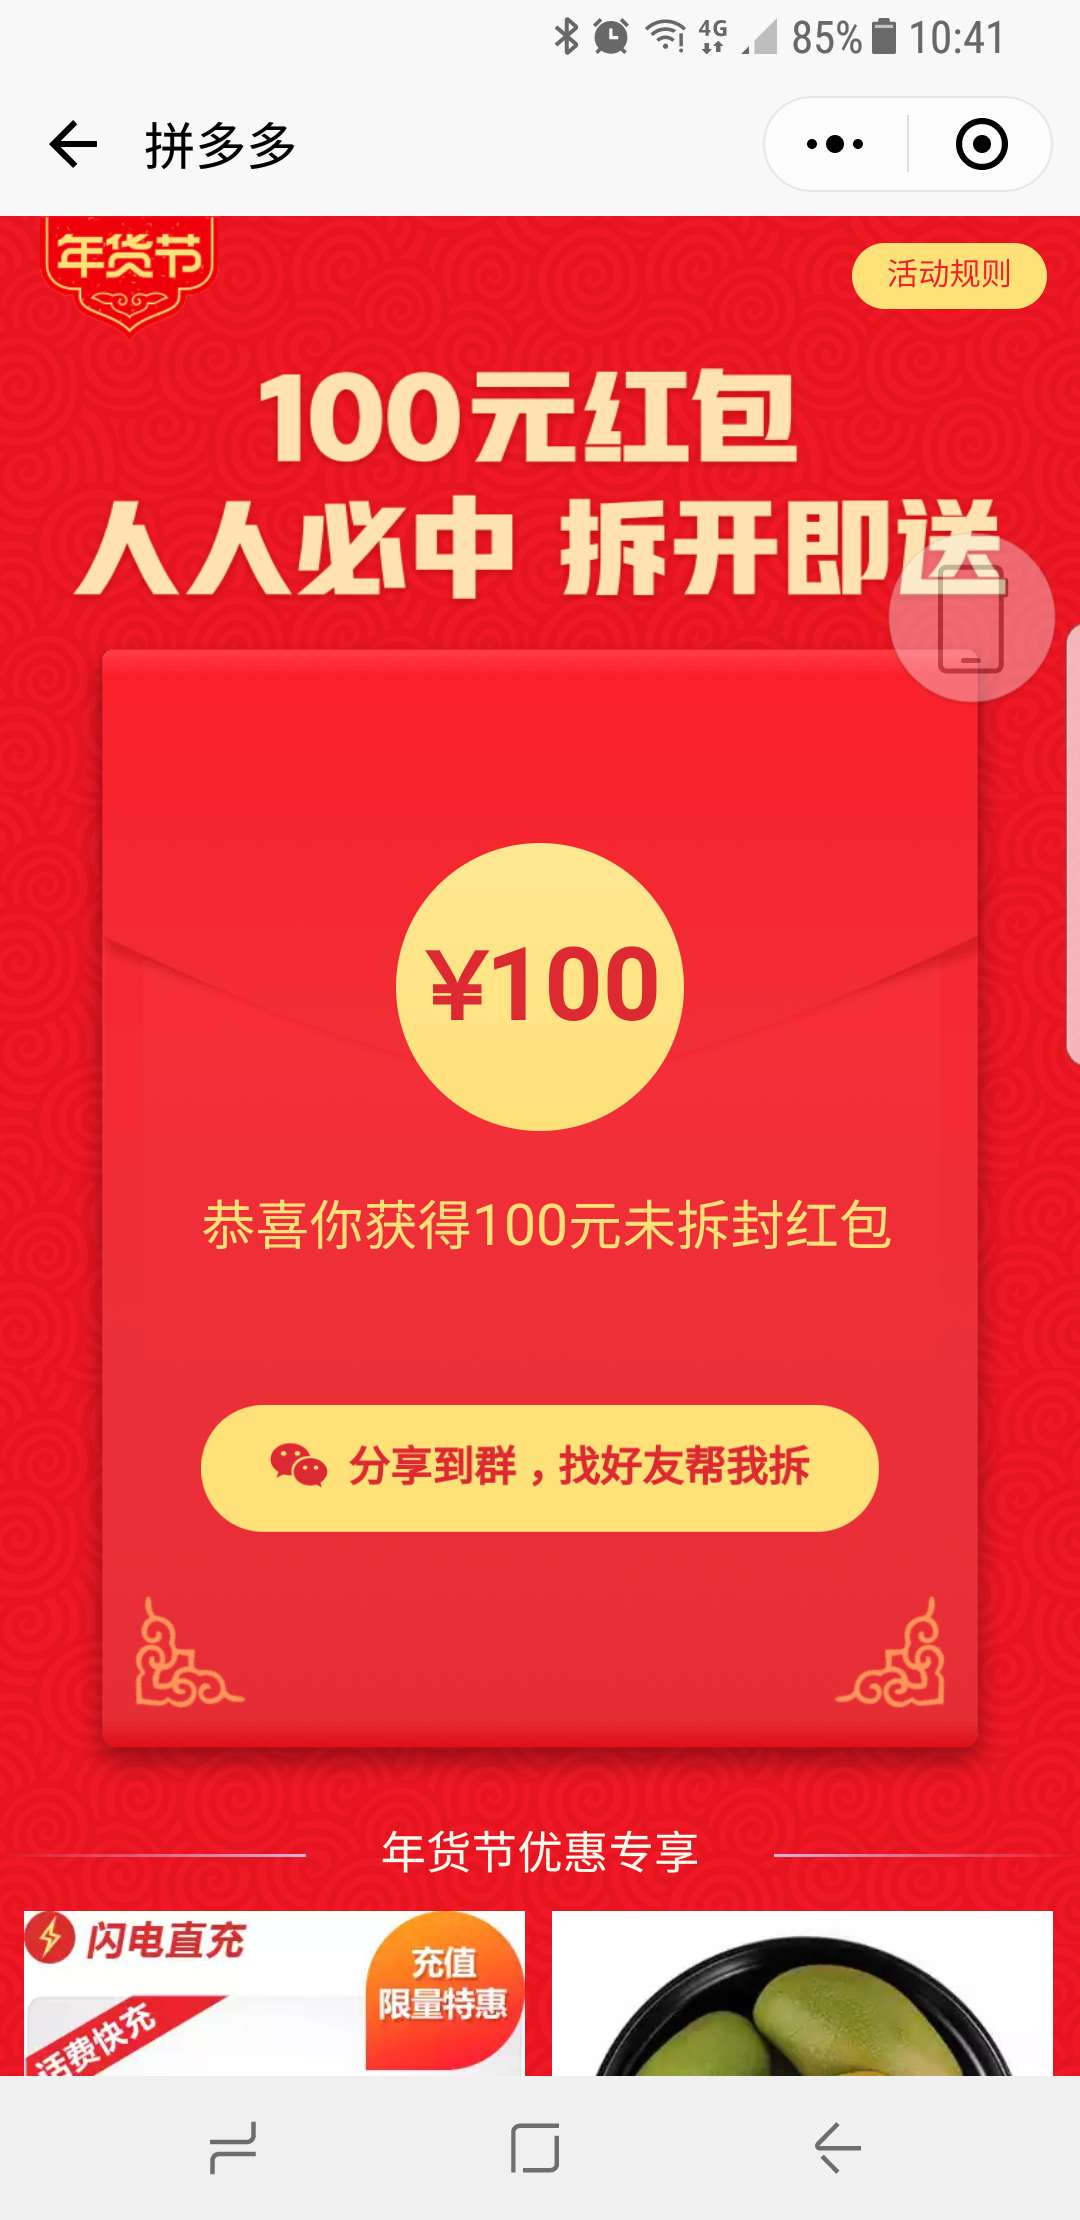 4G
85%
10:41
拼多多
年货节
活动规则
100元红包
人人必中 拆开即送
¥100
恭喜你获得100元未拆封红包
分享到群,找好友帮我拆
年货节优惠专享
闪电直充
充值
限量特惠
话费快充